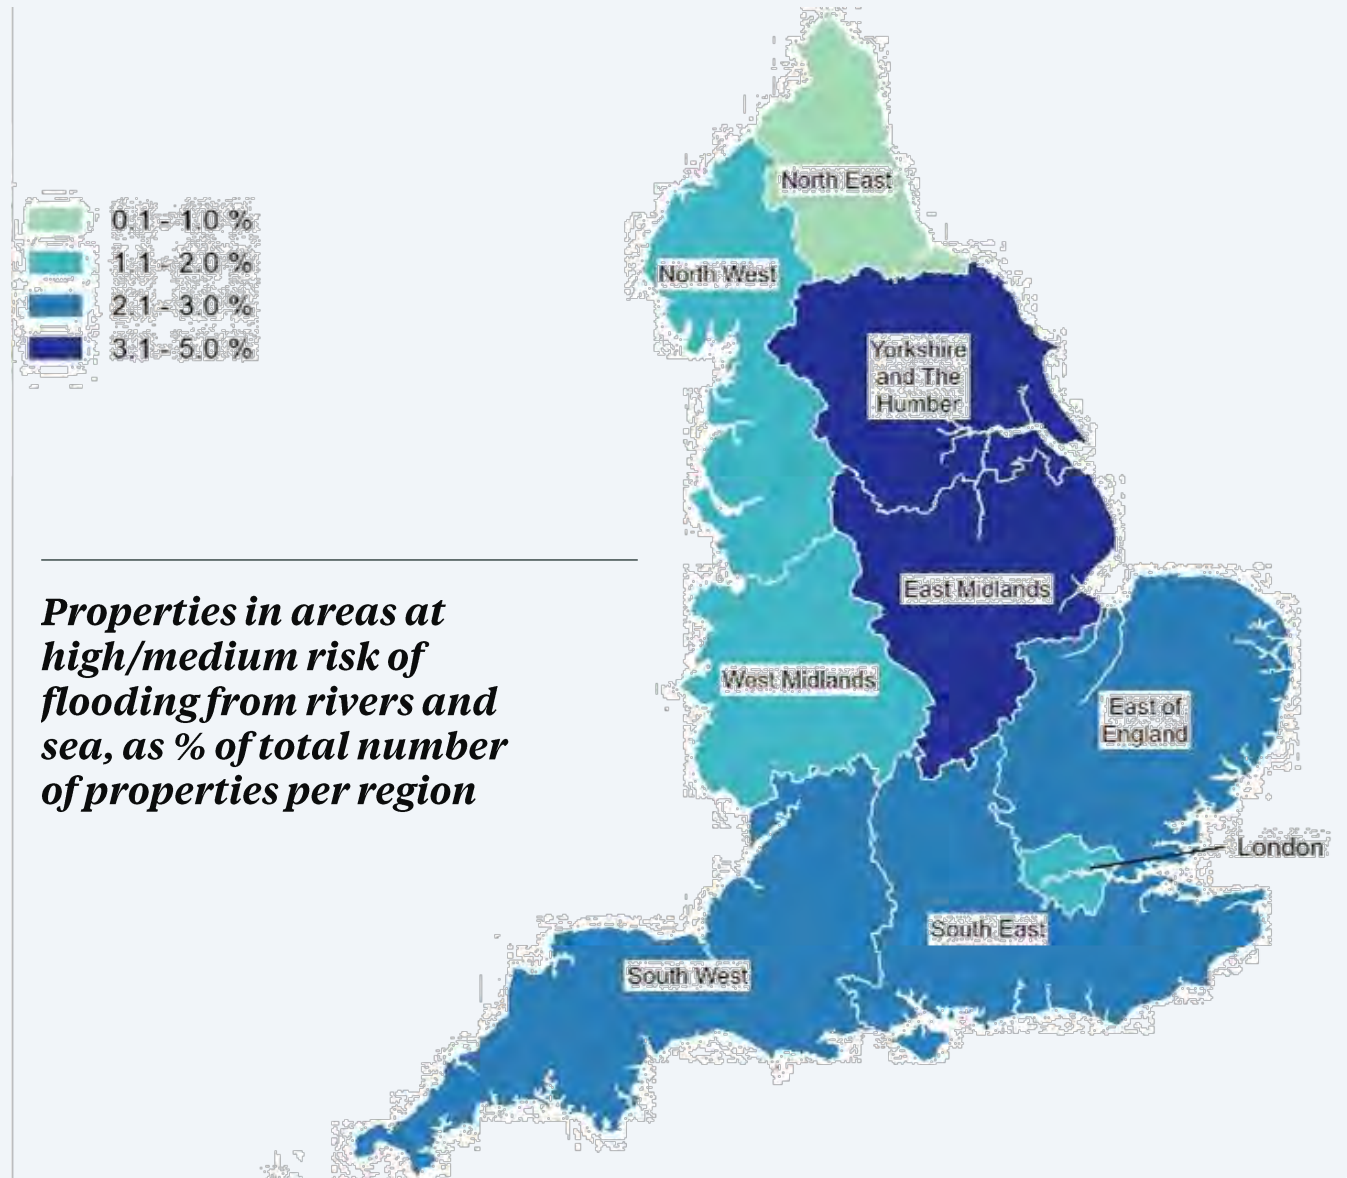 0.1 - 1.0 %
1.1 - 2.0 %
2.1 - 3.0 %
3.1 - 5.0 %
Properties in areas at
high/medium risk of
flooding from rivers and
sea, as % of total number
of properties per region
North East
North West
Yorkshire
and The
Humber
East Midlands
West Midlands
East of
England
London
South East
South West